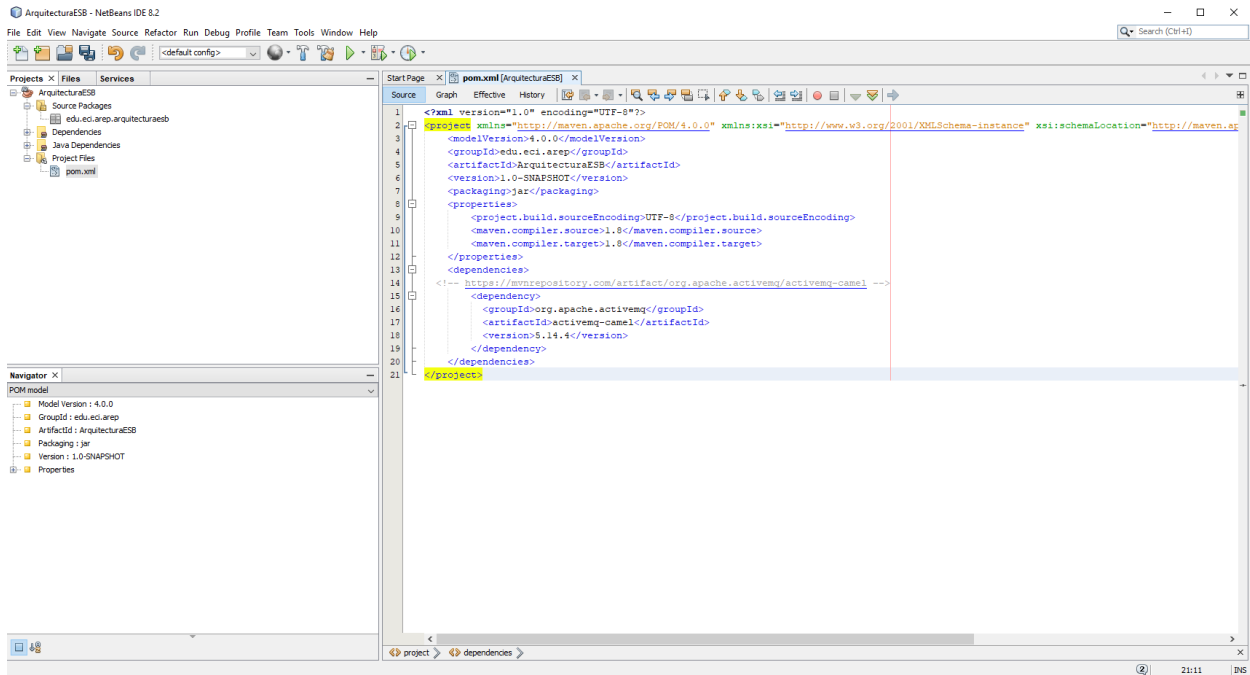 ArquitecturaESB - NetBeans IDE 8.2
File Edit View Navigate Source Refactor Run Debug Profile Team Tools Window Help
Search (Ctrl+I)
<default config>
Projects Files Services
ArquitecturaESB
Source Packages
edu.eci.arep.arquitecturaesb
Dependencies
Java Dependencies
Project Files
pom.xml
Navigator
POM model
Model Version : 4.0.0
GroupId : edu.eci.arep
ArtifactId : ArquitecturaESB
Packaging : jar
Version : 1.0-SNAPSHOT
Properties
Start Page pom.xml [ArquitecturaESB]
Source Graph Effective History
1 <?xml version="1.0" encoding="UTF-8"?>
2 <project xmlns="http://maven.apache.org/POM/4.0.0" xmlns:xsi="http://www.w3.org/2001/XMLSchema-instance" xsi:schemaLocation="http://maven.ap
3 <modelVersion>4.0.0</modelVersion>
4 <groupId>edu.eci.arep</groupId>
5 <artifactId>ArquitecturaESB</artifactId>
6 <version>1.0-SNAPSHOT</version>
7 <packaging>jar</packaging>
8 <properties>
9 <project.build.sourceEncoding>UTF-8</project.build.sourceEncoding>
10 <maven.compiler.source>1.8</maven.compiler.source>
11 <maven.compiler.target>1.8</maven.compiler.target>
12 </properties>
13 <dependencies>
14 <!-- https://mvnrepository.com/artifact/org.apache.activemq/activemq-camel -->
15 <dependency>
16 <groupId>org.apache.activemq</groupId>
17 <artifactId>activemq-camel</artifactId>
18 <version>5.14.4</version>
19 </dependency>
20 </dependencies>
21 </project>
project dependencies
2 21:11 INS